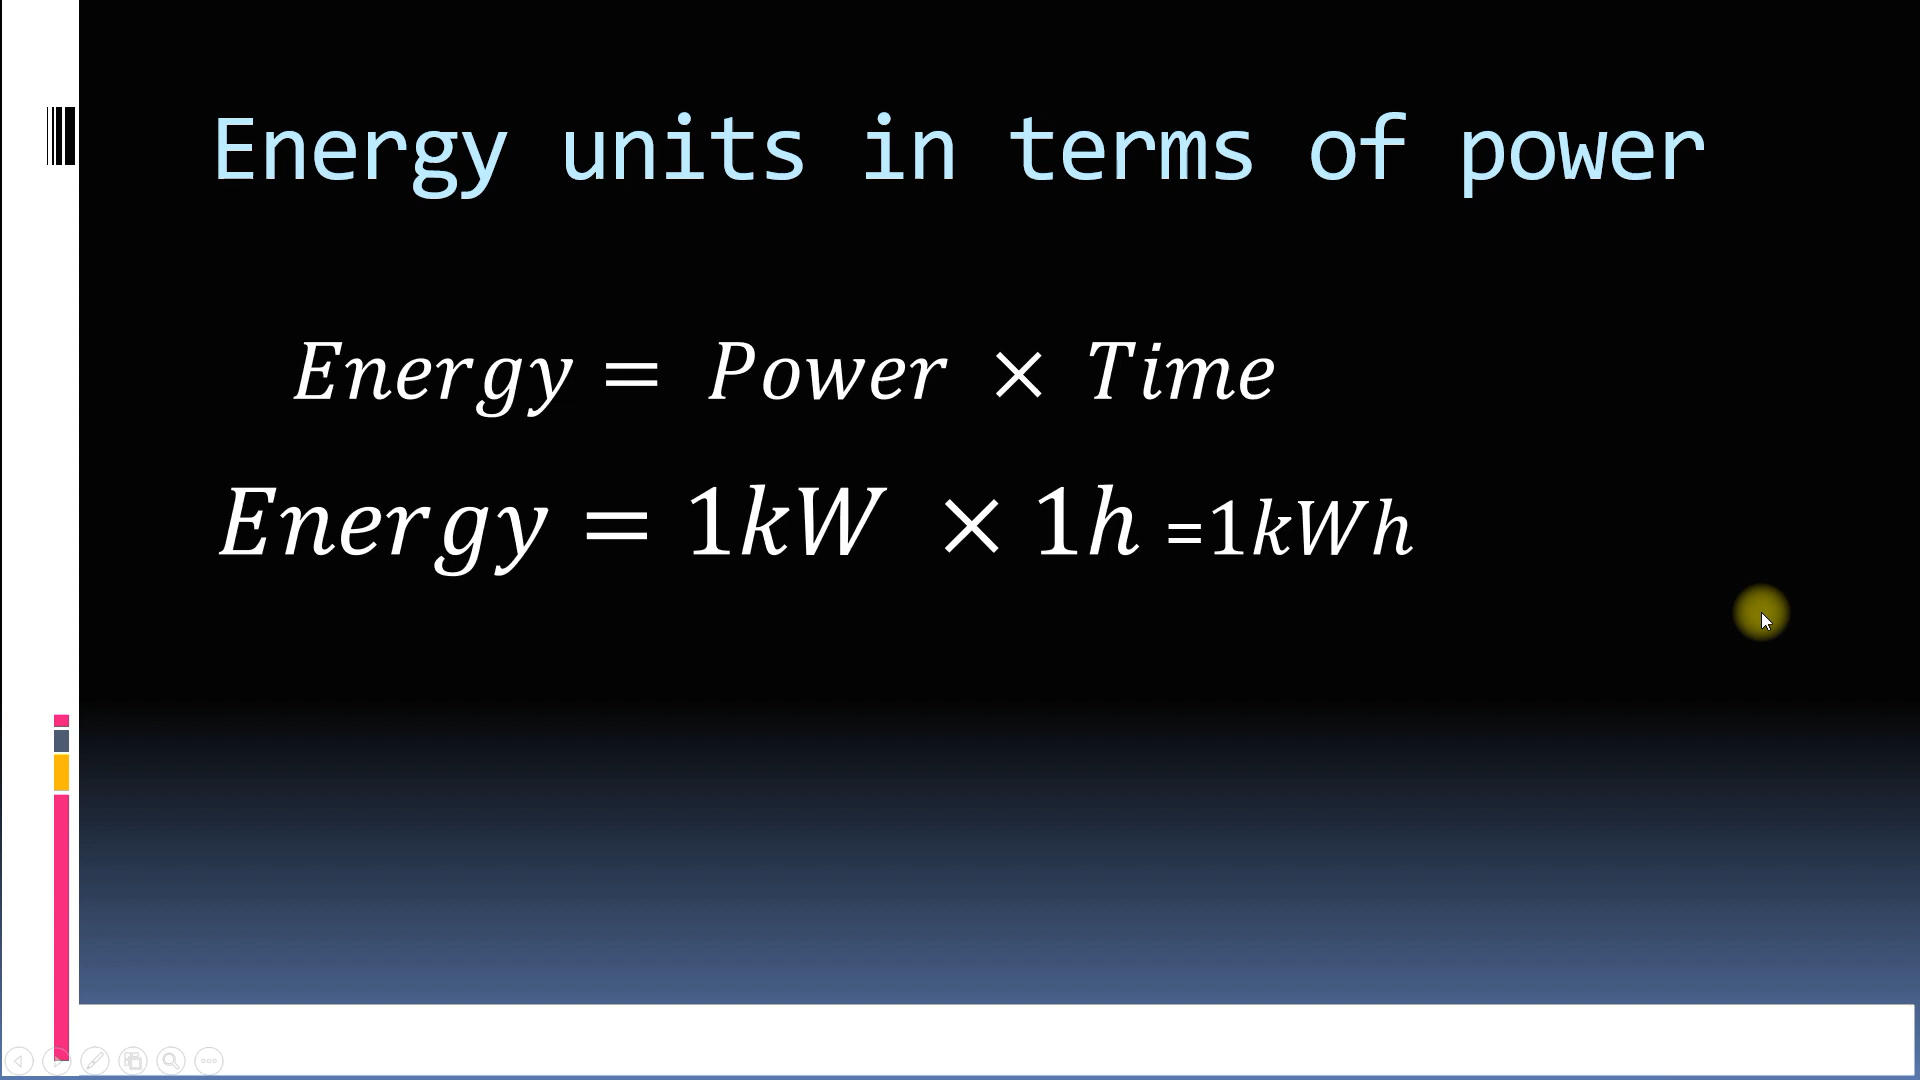 Energy units in terms of power
Energy = Power × Time
Energy = 1kW × 1h =1kWh